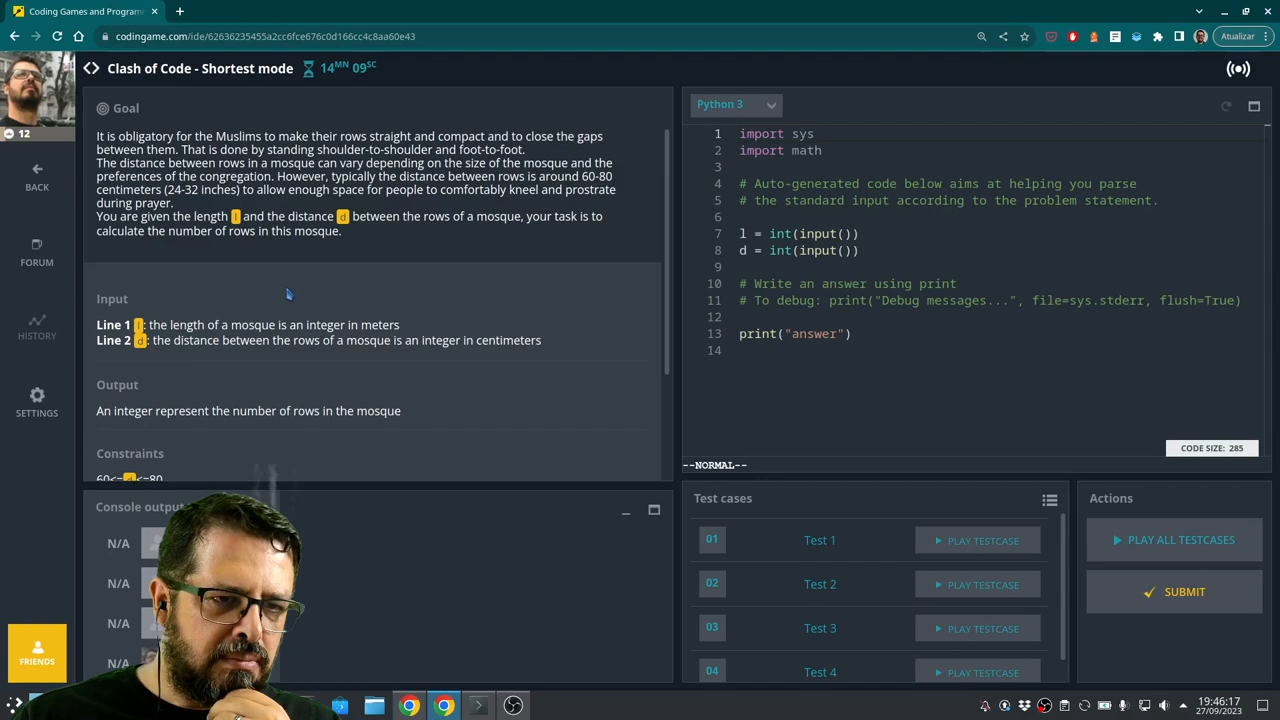 Coding Games and Programm
codingame.com/ide/62636235455a2cc6fce676c0d166cc4c8aa60e43
Atualizar
12
BACK
FORUM
HISTORY
SETTINGS
FRIENDS
Clash of Code - Shortest mode 14MN 09SC
Goal
It is obligatory for the Muslims to make their rows straight and compact and to close the gaps
between them. That is done by standing shoulder-to-shoulder and foot-to-foot.
The distance between rows in a mosque can vary depending on the size of the mosque and the
preferences of the congregation. However, typically the distance between rows is around 60-80
centimeters (24-32 inches) to allow enough space for people to comfortably kneel and prostrate
during prayer.
You are given the length l and the distance d between the rows of a mosque, your task is to
calculate the number of rows in this mosque.
Input
Line 1 l: the length of a mosque is an integer in meters
Line 2 d: the distance between the rows of a mosque is an integer in centimeters
Output
An integer represent the number of rows in the mosque
Constraints
60<=d<=80
Console output
N/A
N/A
N/A
N/A
Python 3
1 import sys
2 import math
3
4 # Auto-generated code below aims at helping you parse
5 # the standard input according to the problem statement.
6
7 l = int(input())
8 d = int(input())
9
10 # Write an answer using print
11 # To debug: print("Debug messages...", file=sys.stderr, flush=True)
12
13 print("answer")
14
CODE SIZE: 285
--NORMAL--
Test cases
01 Test 1 PLAY TESTCASE
02 Test 2 PLAY TESTCASE
03 Test 3 PLAY TESTCASE
04 Test 4 PLAY TESTCASE
Actions
PLAY ALL TESTCASES
SUBMIT
19:46:17
27/09/2023